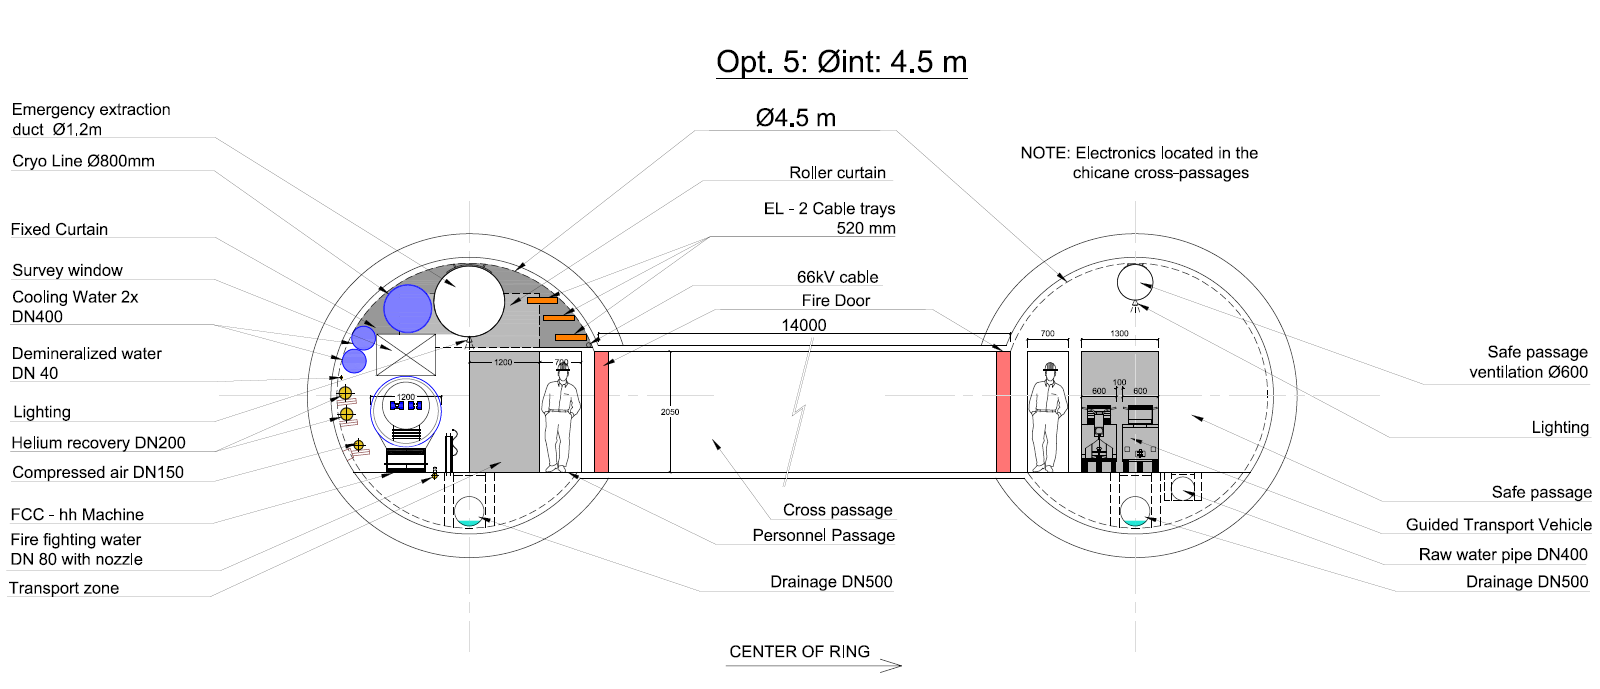 Opt. 5: Øint: 4.5 m
Emergency extraction
duct Ø1,2m
Cryo Line Ø800mm
Fixed Curtain
Survey window
Cooling Water 2x
DN400
Demineralized water
DN 40
Lighting
Helium recovery DN200
Compressed air DN150
FCC - hh Machine
Fire fighting water
DN 80 with nozzle
Transport zone
Ø4.5 m
Roller curtain
EL - 2 Cable trays
520 mm
66kV cable
Fire Door
14000
1200
1200
700
2050
Cross passage
Personnel Passage
Drainage DN500
CENTER OF RING
NOTE: Electronics located in the
chicane cross-passages
700
1300
100
600
600
Safe passage
ventilation Ø600
Lighting
Safe passage
Guided Transport Vehicle
Raw water pipe DN400
Drainage DN500